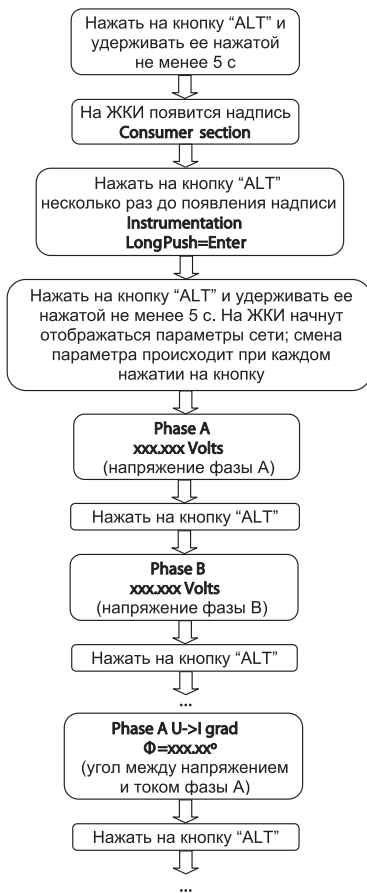 Нажать на кнопку “ALT” и
удерживать ее нажатой
не менее 5 с
На ЖКИ появится надпись
Consumer section
Нажать на кнопку “ALT”
несколько раз до появления надписи
Instrumentation
LongPush=Enter
Нажать на кнопку “ALT” и удерживать ее
нажатой не менее 5 с. На ЖКИ начнут
отображаться параметры сети; смена
параметра происходит при каждом
нажатии на кнопку
Phase A
xxx.xxx Volts
(напряжение фазы А)
Нажать на кнопку “ALT”
Phase B
xxx.xxx Volts
(напряжение фазы В)
Нажать на кнопку “ALT”
...
Phase A U->I grad
Ф=xxx.xxº
(угол между напряжением
и током фазы А)
Нажать на кнопку “ALT”
...